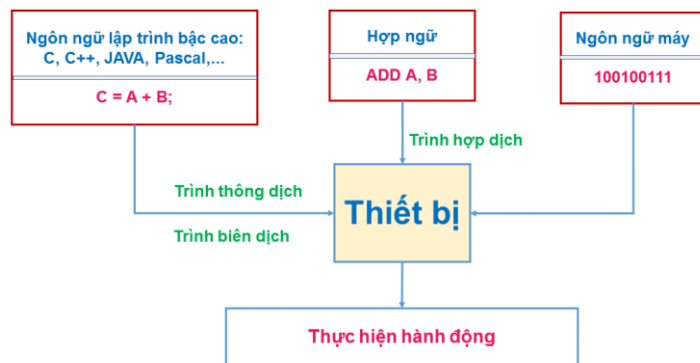 Ngôn ngữ lập trình bậc cao:
C, C++, JAVA, Pascal,...
C = A + B;
Hợp ngữ
ADD A, B
Ngôn ngữ máy
100100111
Trình hợp dịch
Trình thông dịch
Trình biên dịch
Thiết bị
Thực hiện hành động